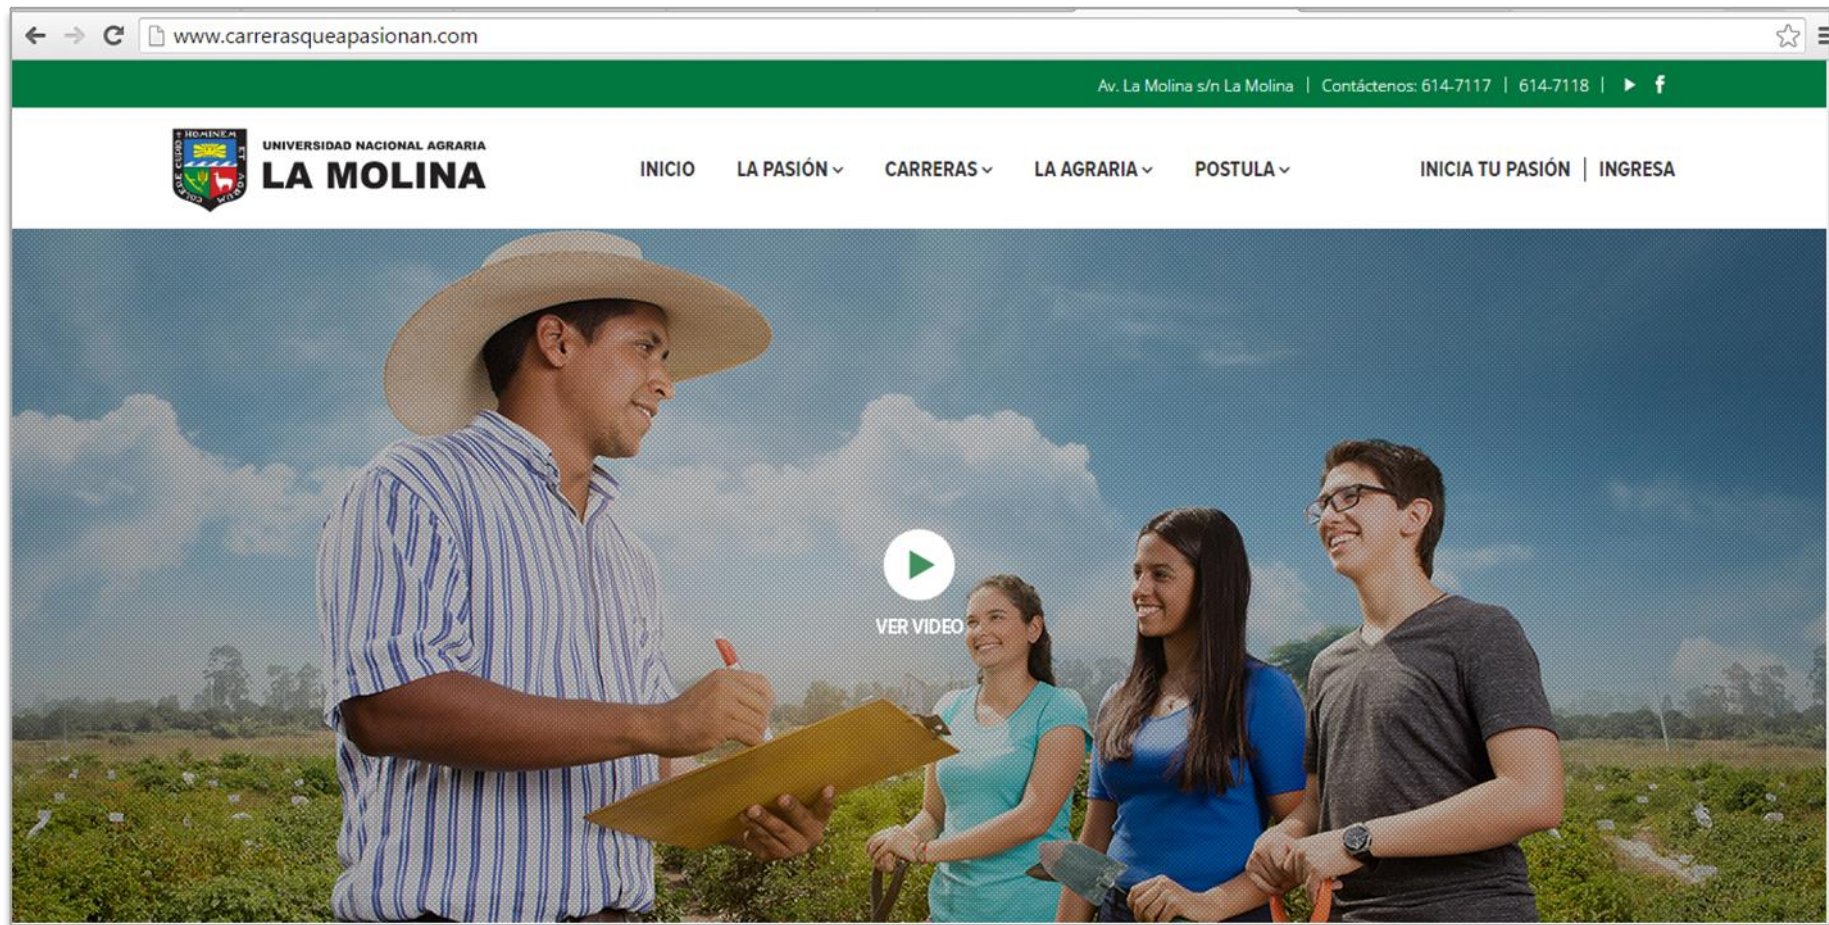 www.carrerasqueapasionan.com
Av. La Molina s/n La Molina | Contáctenos: 614-7117 | 614-7118 |
UNIVERSIDAD NACIONAL AGRARIA
LA MOLINA
INICIO LA PASIÓN CARRERAS LA AGRARIA POSTULA INICIA TU PASIÓN | INGRESA
VER VIDEO